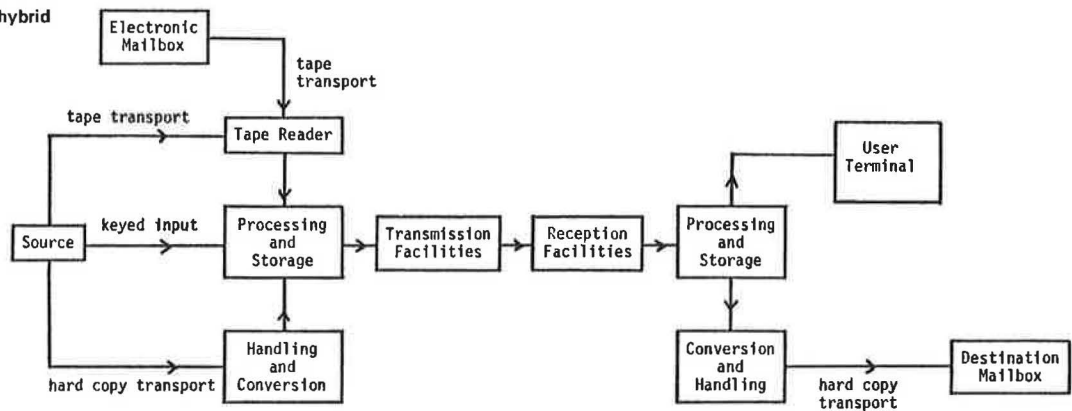 hybrid
Electronic
Mailbox
tape
transport
tape transport
Tape Reader
User
Terminal
Source
keyed input
Processing
and
Storage
Transmission
Facilities
Reception
Facilities
Processing
and
Storage
Handling
and
Conversion
hard copy transport
Conversion
and
Handling
hard copy
transport
Destination
Mailbox